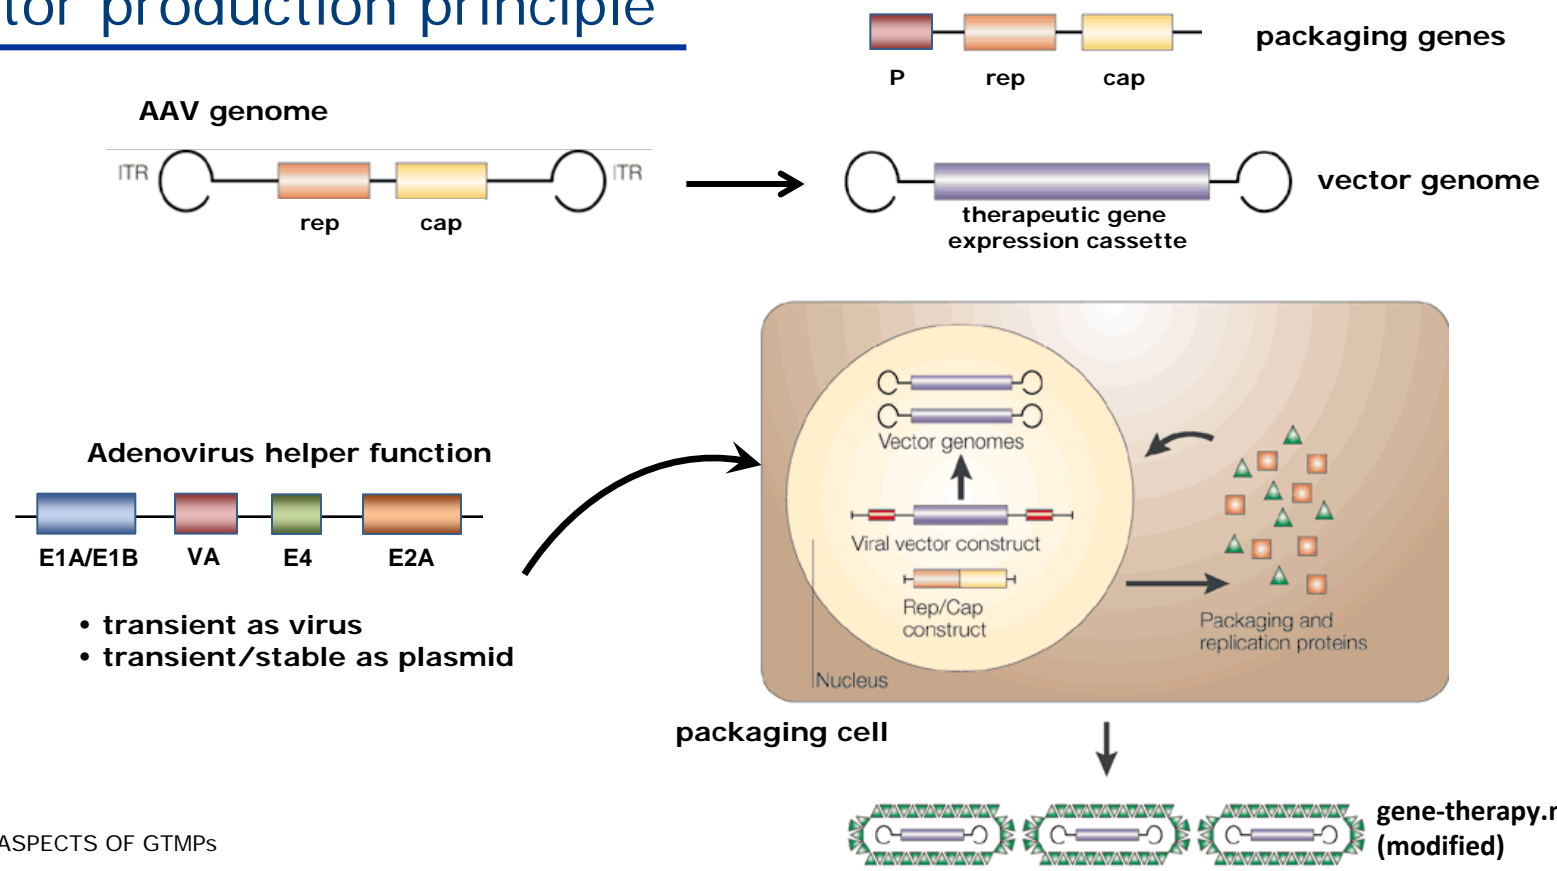 tor production principle
packaging genes
P rep cap
AAV genome
ITR ITR
rep cap
vector genome
therapeutic gene
expression cassette
Adenovirus helper function
E1A/E1B VA E4 E2A
• transient as virus
• transient/stable as plasmid
Vector genomes
Viral vector construct
Rep/Cap
construct
Nucleus
Packaging and
replication proteins
packaging cell
gene-therapy.r
(modified)
ASPECTS OF GTMPs